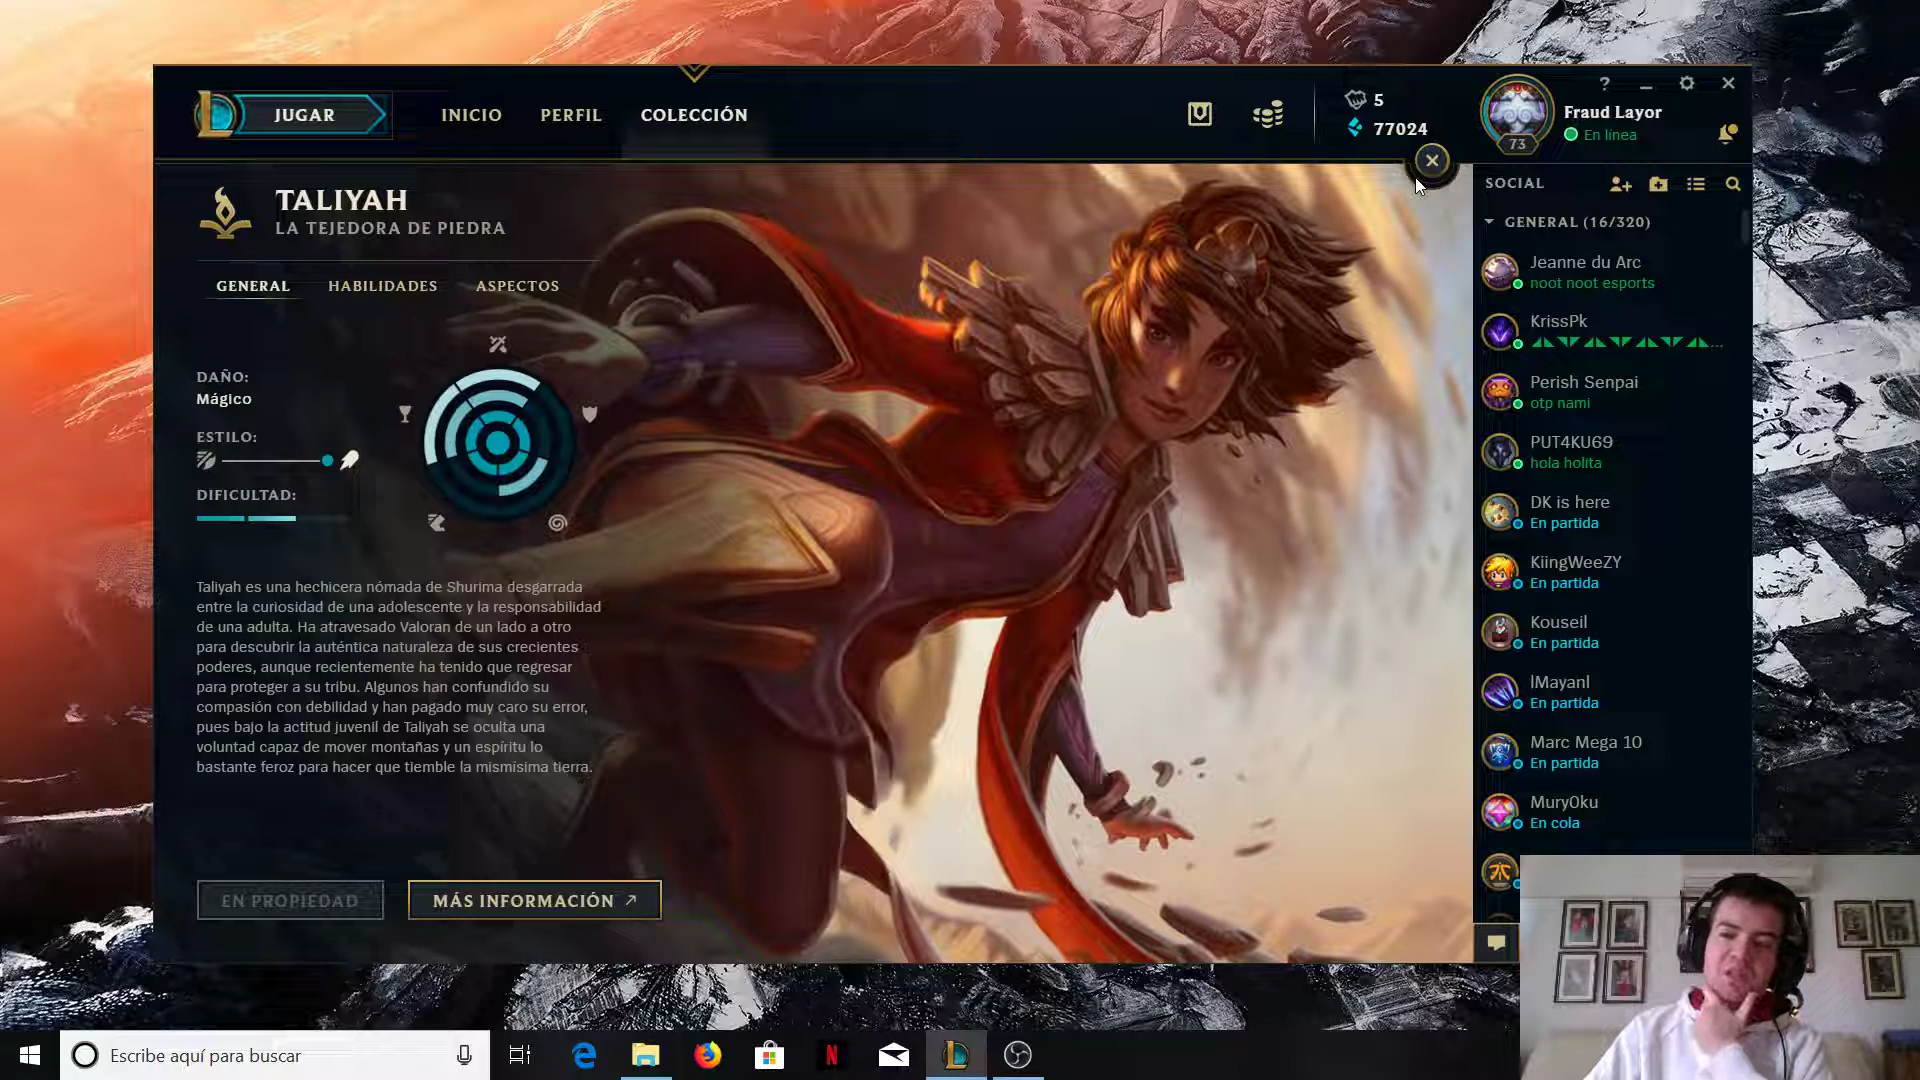 JUGAR
INICIO
PERFIL
COLECCIÓN
5
77024
73
Fraud Layor
En línea
TALIYAH
LA TEJEDORA DE PIEDRA
GENERAL
HABILIDADES
ASPECTOS
DAÑO:
Mágico
ESTILO:
DIFICULTAD:
Taliyah es una hechicera nómada de Shurima desgarrada
entre la curiosidad de una adolescente y la responsabilidad
de una adulta. Ha atravesado Valoran de un lado a otro
para descubrir la auténtica naturaleza de sus crecientes
poderes, aunque recientemente ha tenido que regresar
para proteger a su tribu. Algunos han confundido su
compasión con debilidad y han pagado muy caro su error,
pues bajo la actitud juvenil de Taliyah se oculta una
voluntad capaz de mover montañas y un espíritu lo
bastante feroz para hacer que tiemble la mismísima tierra.
EN PROPIEDAD
MÁS INFORMACIÓN
SOCIAL
GENERAL (16/320)
Jeanne du Arc
noot noot esports
KrissPk
Perish Senpai
otp nami
PUT4KU69
hola holita
DK is here
En partida
KiingWeeZY
En partida
Kouseil
En partida
lMayanl
En partida
Marc Mega 10
En partida
Mury0ku
En cola
Escribe aquí para buscar